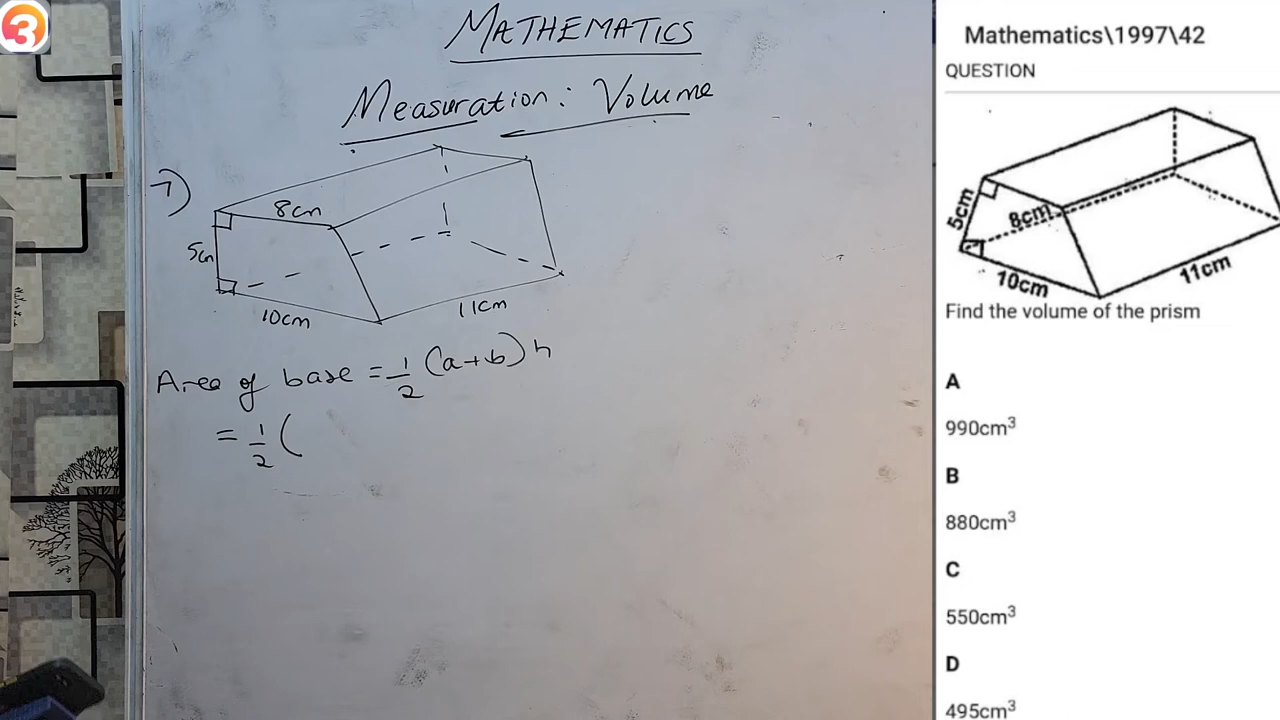 3
MATHEMATICS
Measuration: Volume
7)
8cm
5cm
10cm
11cm
Area of base = 1/2 (a+b) h
= 1/2 (
Mathematics\1997\42
QUESTION
5cm
8cm
10cm
11cm
Find the volume of the prism
A
990cm³
B
880cm³
C
550cm³
D
495cm³